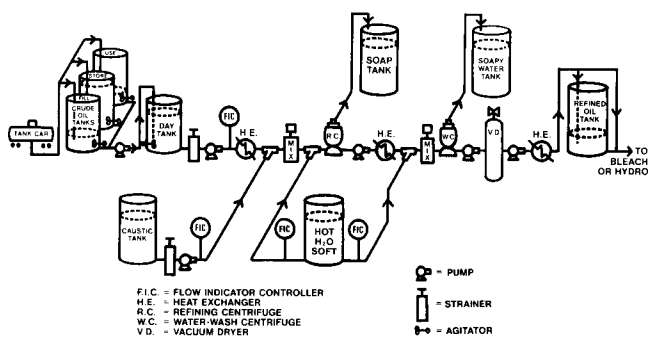 SOAP
TANK
SOAPY
WATER
TANK
USE
STORE
FILL
CRUDE
OIL
TANKS
TANK CAR
DAY
TANK
FIC
H.E.
R.C.
H.E.
MIX
MIX
W.C.
V.D.
H.E.
REFINED
OIL
TANK
TO
BLEACH
OR HYDRO
CAUSTIC
TANK
FIC
FIC
HOT
H₂O
SOFT
FIC
F.I.C. = FLOW INDICATOR CONTROLLER
H.E. = HEAT EXCHANGER
R.C. = REFINING CENTRIFUGE
W.C. = WATER-WASH CENTRIFUGE
V.D. = VACUUM DRYER
= PUMP
= STRAINER
= AGITATOR